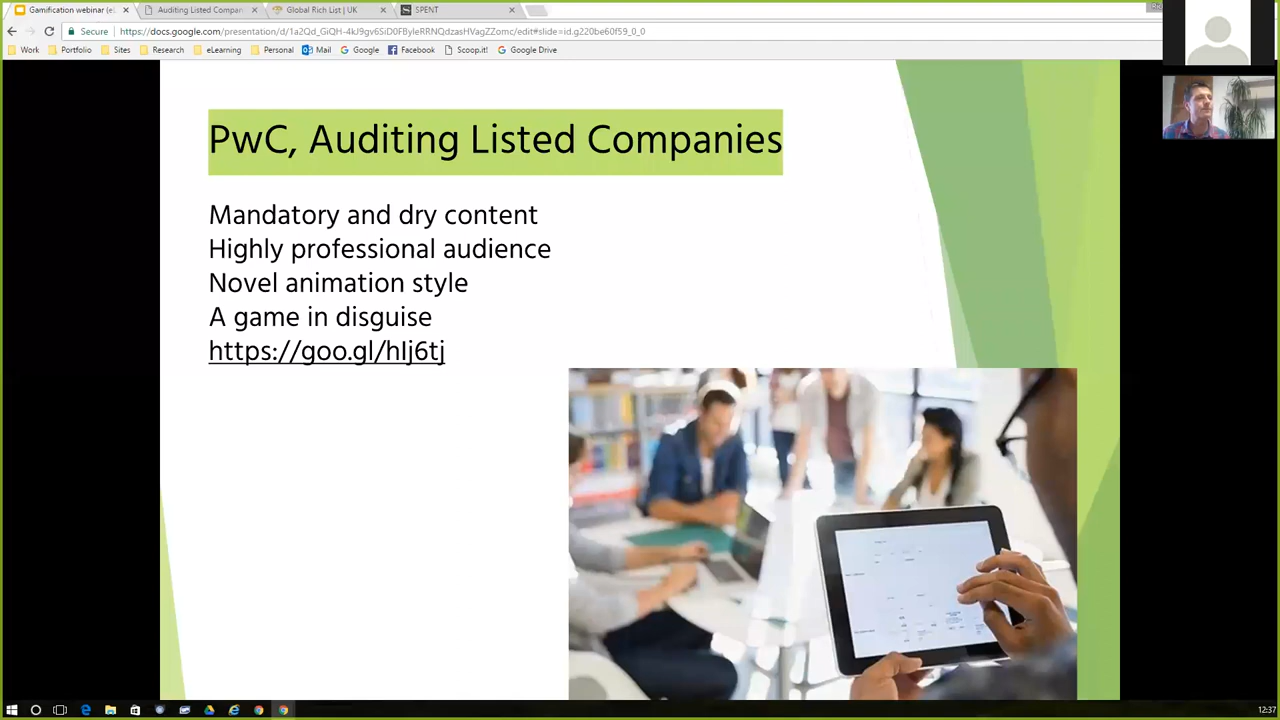 Gamification webinar (e
Auditing Listed Compan
Global Rich List | UK
SPENT
Secure
https://docs.google.com/presentation/d/1a2Qd_GiQH-4kJ9gv6SiD0FByleRRNQdzasHVagZZomc/edit#slide=id.g220be60f59_0_0
Work
Portfolio
Sites
Research
eLearning
Personal
Mail
Google
Facebook
Scoop.it!
Google Drive
PwC, Auditing Listed Companies
Mandatory and dry content
Highly professional audience
Novel animation style
A game in disguise
https://goo.gl/hIj6tj
12:37